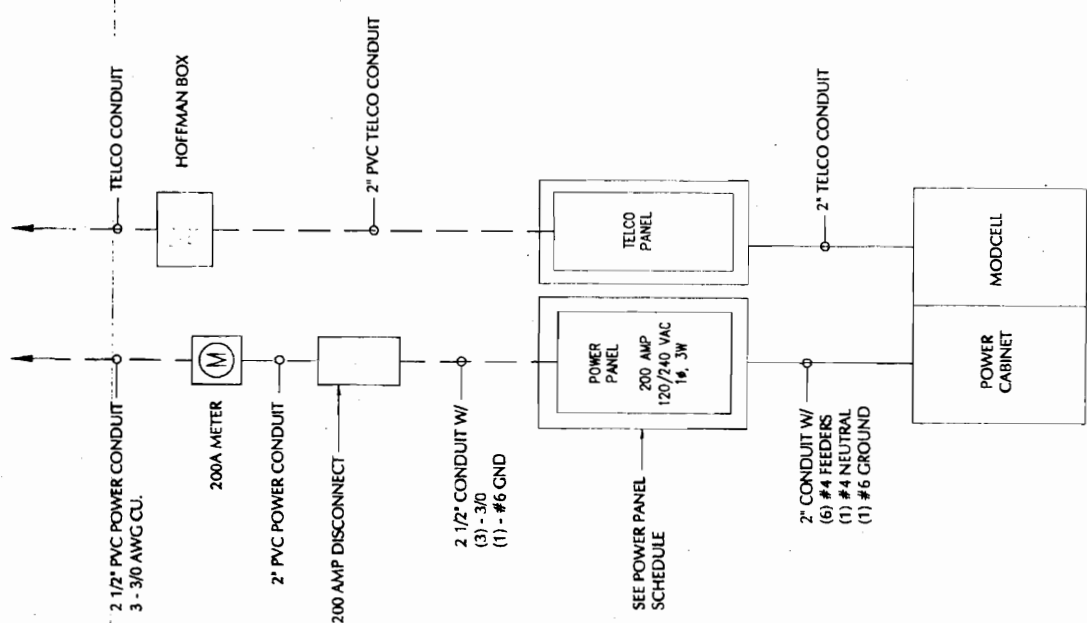 TELCO CONDUIT
HOFFMAN BOX
2" PVC TELCO CONDUIT
TELCO
PANEL
2" TELCO CONDUIT
MODCELL
2 1/2" PVC POWER CONDUIT
3 - 3/0 AWG CU.
200A METER
M
2" PVC POWER CONDUIT
200 AMP DISCONNECT
2 1/2" CONDUIT W/
(3) - 3/0
(1) - #6 GND
POWER
PANEL
200 AMP
120/240 VAC
1ø, 3W
SEE POWER PANEL
SCHEDULE
2" CONDUIT W/
(6) #4 FEEDERS
(1) #4 NEUTRAL
(1) #6 GROUND
POWER
CABINET